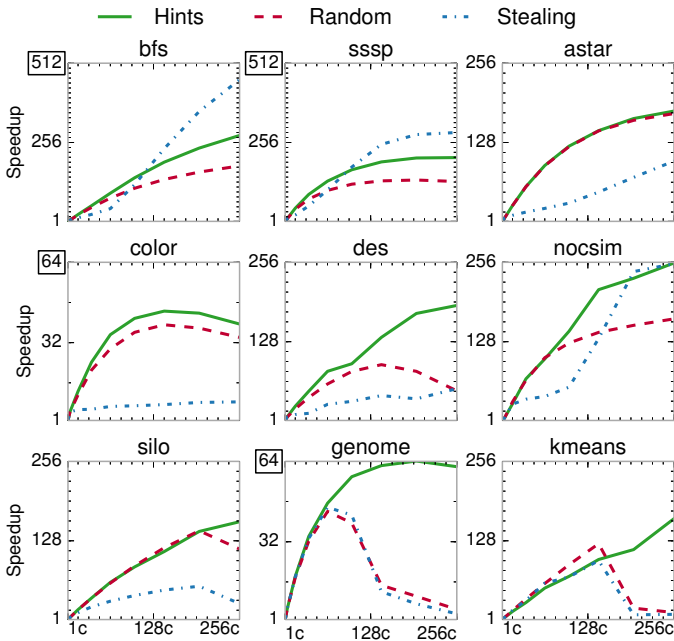 Hints Random Stealing
bfs sssp astar
512 512 256
256 256 128
1 1 1
Speedup
color des nocsim
64 256 256
32 128 128
1 1 1
Speedup
silo genome kmeans
256 64 256
128 32 128
1 1 1
Speedup
1c 128c 256c 1c 128c 256c 1c 128c 256c